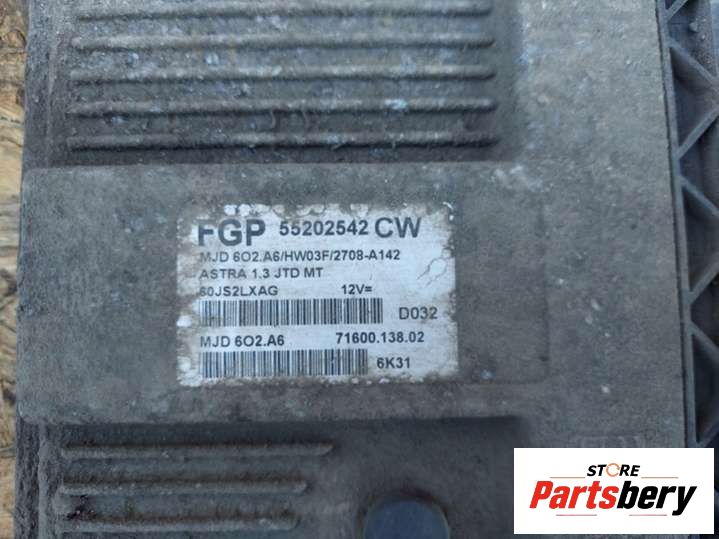 FGP 55202542 CW
MJD 6O2.A6/HW03F/2708-A142
ASTRA 1.3 JTD MT
60JS2LXAG 12V=
D032
MJD 6O2.A6 71600.138.02
6K31
STORE
Partsbery